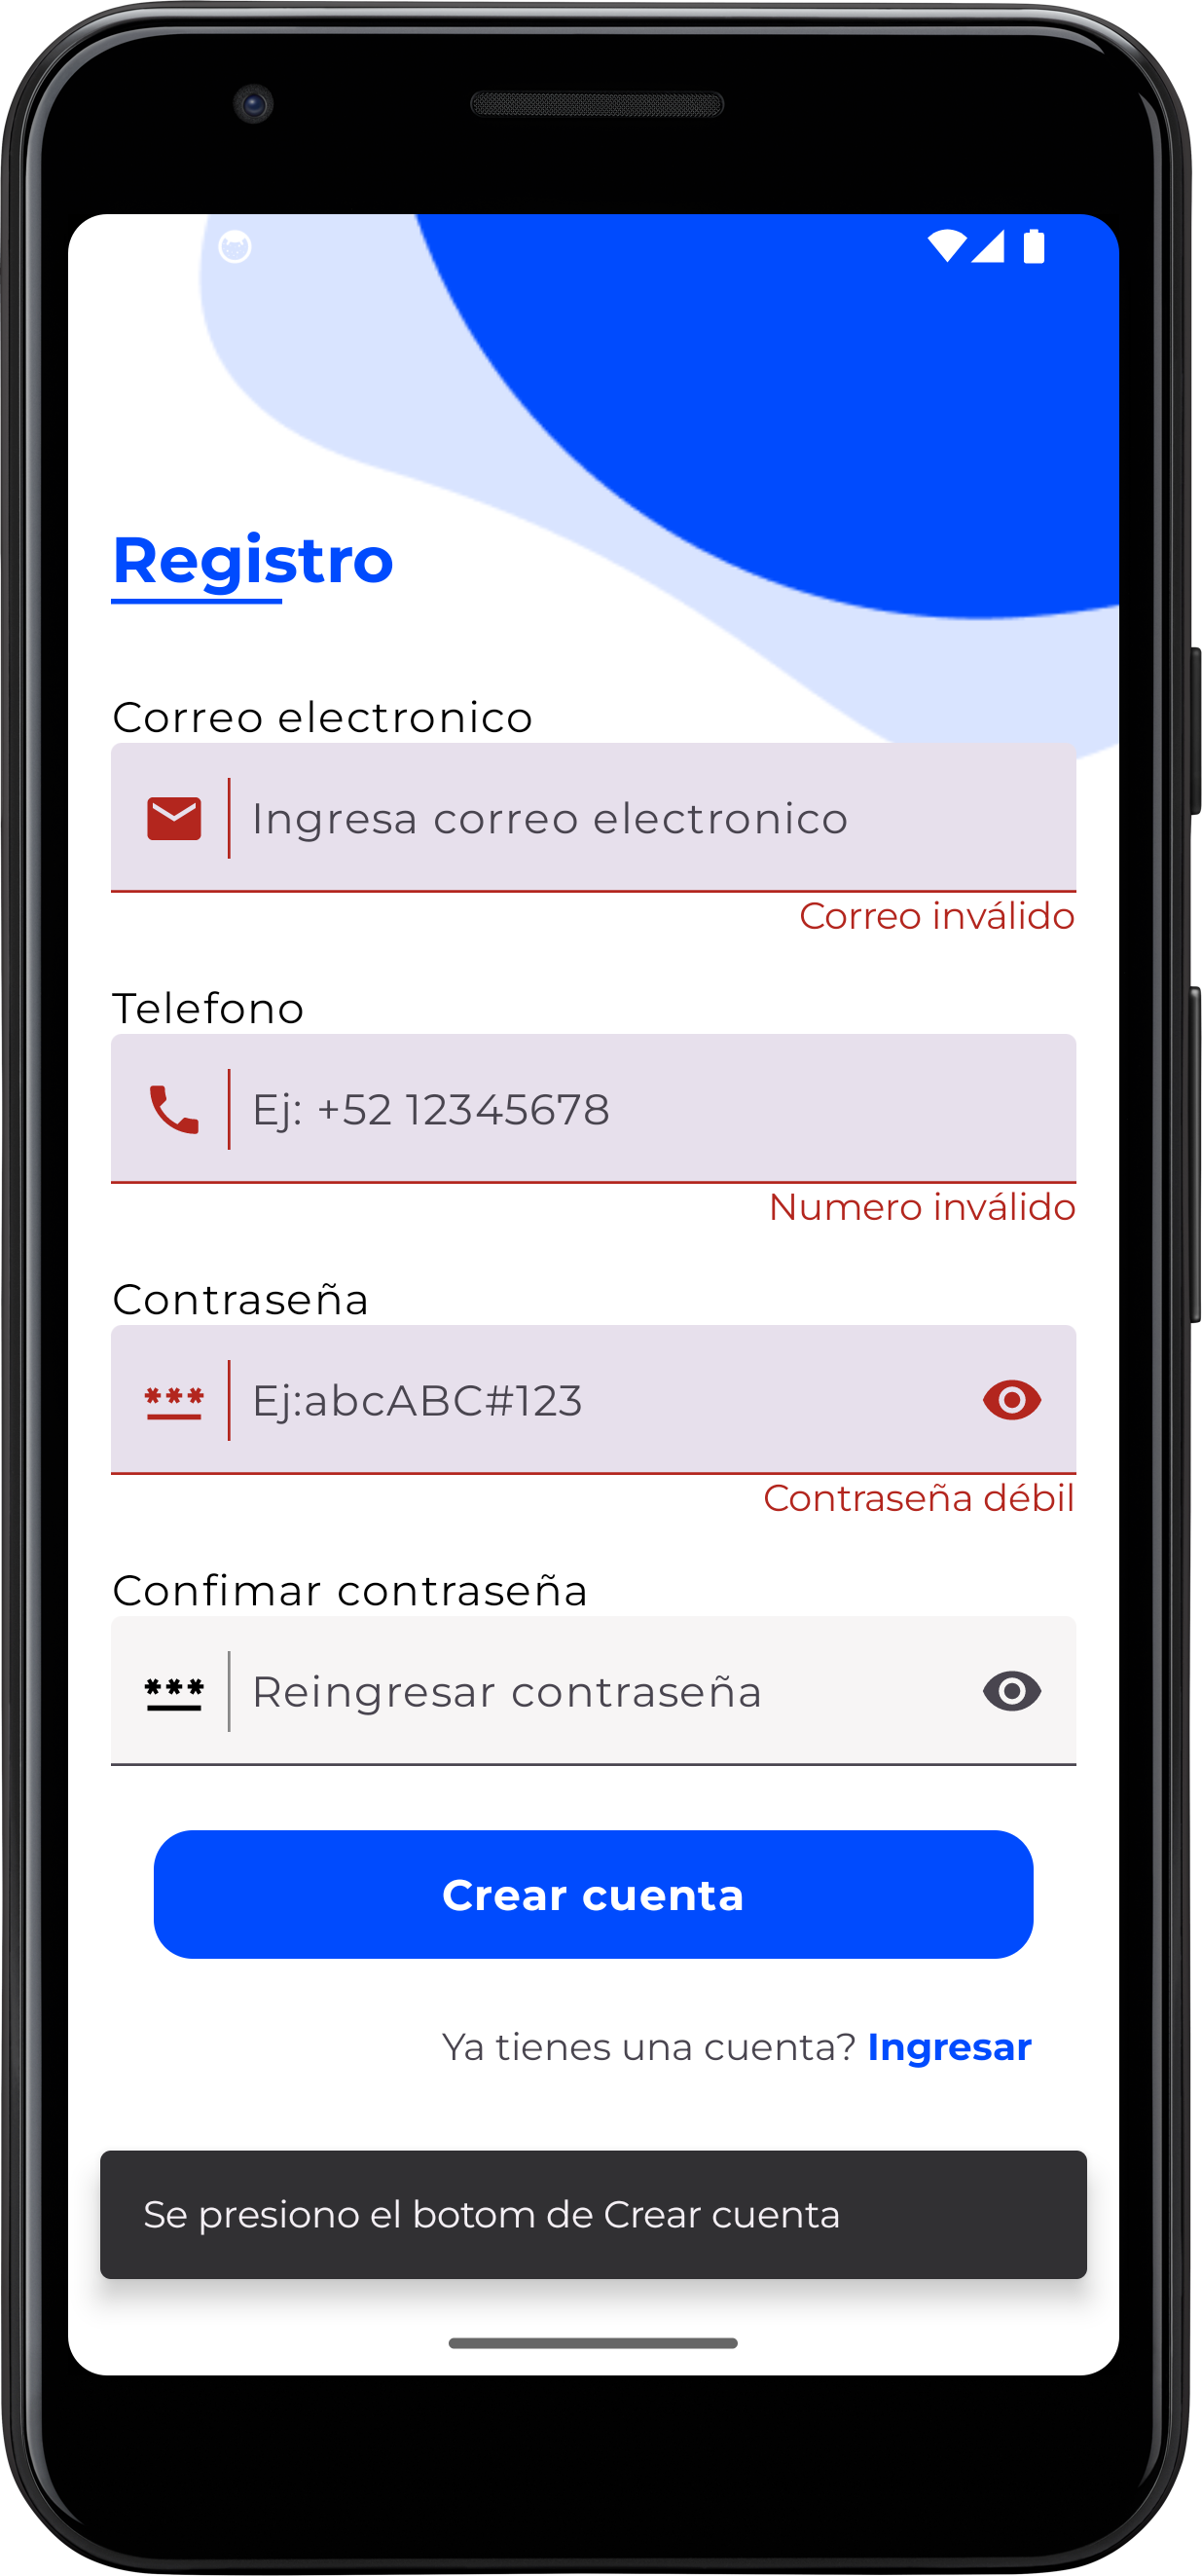 Registro
Correo electronico
Ingresa correo electronico
Correo inválido
Telefono
Ej: +52 12345678
Numero inválido
Contraseña
***
Ej:abcABC#123
Contraseña débil
Confimar contraseña
***
Reingresar contraseña
Crear cuenta
Ya tienes una cuenta? Ingresar
Se presiono el botom de Crear cuenta